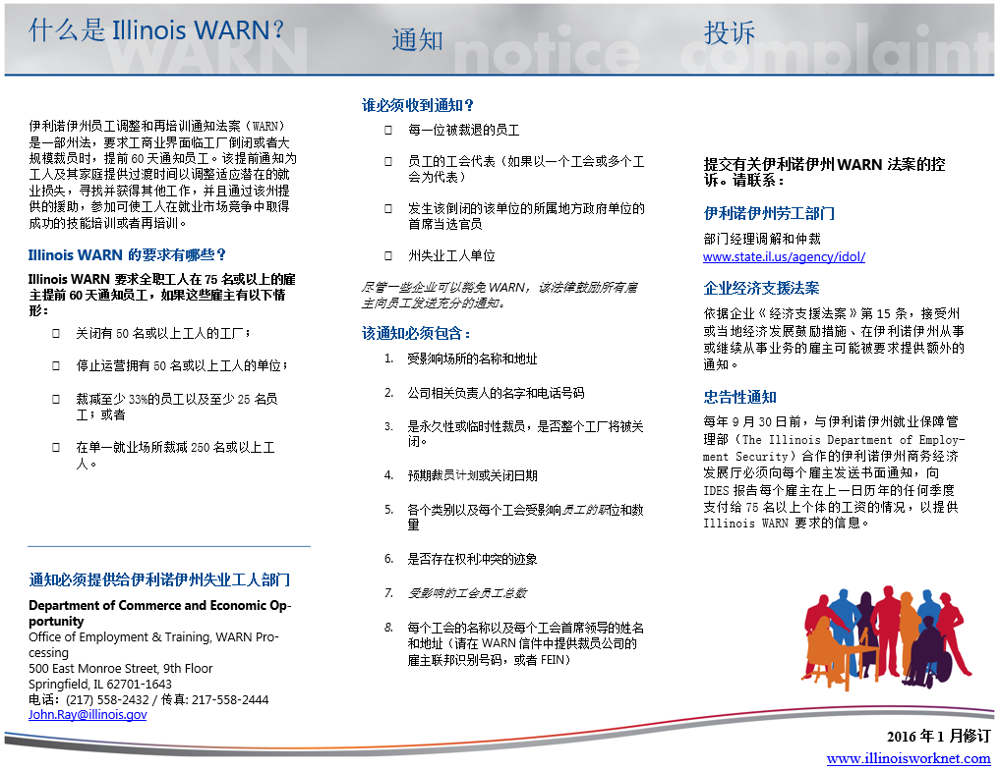 什么是 Illinois WARN?
WARN
伊利诺伊州员工调整和再培训通知法案（WARN）
是一部州法，要求工商业界面临工厂倒闭或者大
规模裁员时，提前 60 天通知员工。该提前通知为
工人及其家庭提供过渡时间以调整适应潜在的就
业损失，寻找并获得其他工作，并且通过该州提
供的援助，参加可使工人在就业市场竞争中取得
成功的技能培训或者再培训。
Illinois WARN 的要求有哪些？
Illinois WARN 要求全职工人在 75 名或以上的雇
主提前 60 天通知员工，如果这些雇主有以下情
形：
关闭有 50 名或以上工人的工厂；
停止运营拥有 50 名或以上工人的单位；
裁减至少 33%的员工以及至少 25 名员
工；或者
在单一就业场所裁减 250 名或以上工
人。
通知必须提供给伊利诺伊州失业工人部门
Department of Commerce and Economic Op-
portunity
Office of Employment & Training, WARN Pro-
cessing
500 East Monroe Street, 9th Floor
Springfield, IL 62701-1643
电话：(217) 558-2432 / 传真: 217-558-2444
John.Ray@illinois.gov
通知
notice
谁必须收到通知？
每一位被裁退的员工
员工的工会代表（如果以一个工会或多个工
会为代表）
发生该倒闭的该单位的所属地方政府单位的
首席当选官员
州失业工人单位
尽管一些企业可以豁免 WARN，该法律鼓励所有雇
主向员工发送充分的通知。
该通知必须包含：
1. 受影响场所的名称和地址
2. 公司相关负责人的名字和电话号码
3. 是永久性或临时性裁员，是否整个工厂将被关
闭。
4. 预期裁员计划或关闭日期
5. 各个类别以及每个工会受影响员工的职位和数
量
6. 是否存在权利冲突的迹象
7. 受影响的工会员工总数
8. 每个工会的名称以及每个工会首席领导的姓名
和地址（请在 WARN 信件中提供裁员公司的
雇主联邦识别号码，或者 FEIN）
投诉
complaint
提交有关伊利诺伊州 WARN 法案的控
诉。请联系：
伊利诺伊州劳工部门
部门经理调解和仲裁
www.state.il.us/agency/idol/
企业经济支援法案
依据企业《经济支援法案》第 15 条，接受州
或当地经济发展鼓励措施、在伊利诺伊州从事
或继续从事业务的雇主可能被要求提供额外的
通知。
忠告性通知
每年 9 月 30 日前，与伊利诺伊州就业保障管
理部（The Illinois Department of Employ-
ment Security）合作的伊利诺伊州商务经济
发展厅必须向每个雇主发送书面通知，向
IDES 报告每个雇主在上一日历年的任何季度
支付给 75 名以上个体的工资的情况，以提供
Illinois WARN 要求的信息。
2016 年 1 月修订
www.illinoisworknet.com